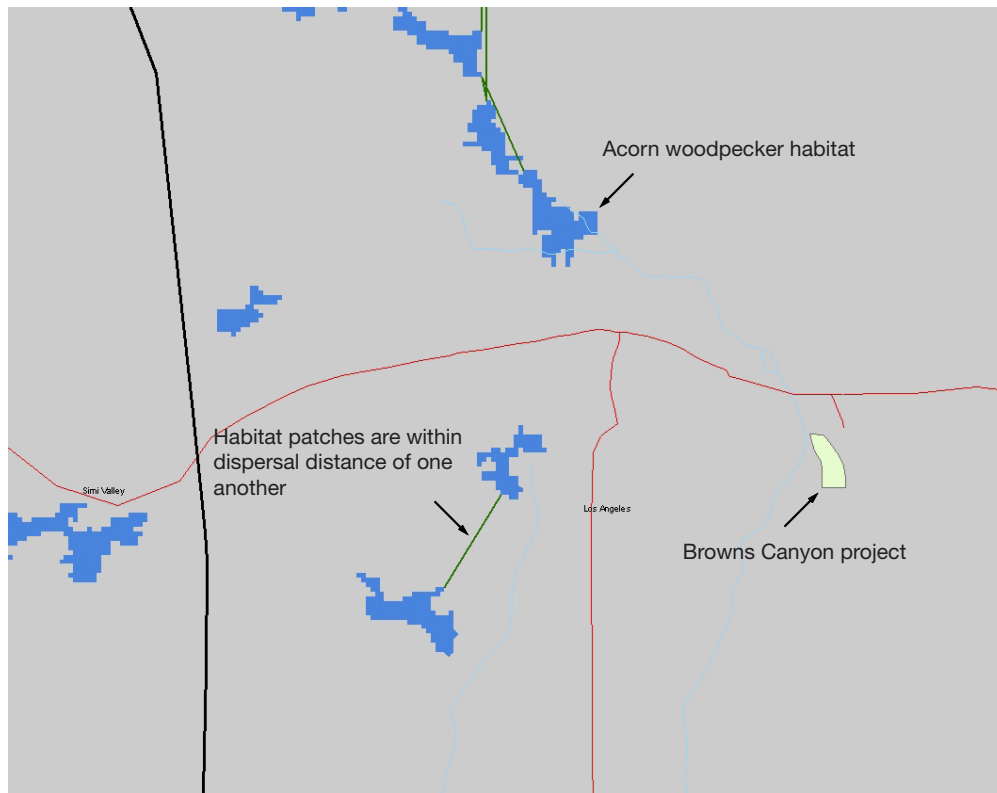 Acorn woodpecker habitat
Habitat patches are within
dispersal distance of one
another
Simi Valley
Los Angeles
Browns Canyon project